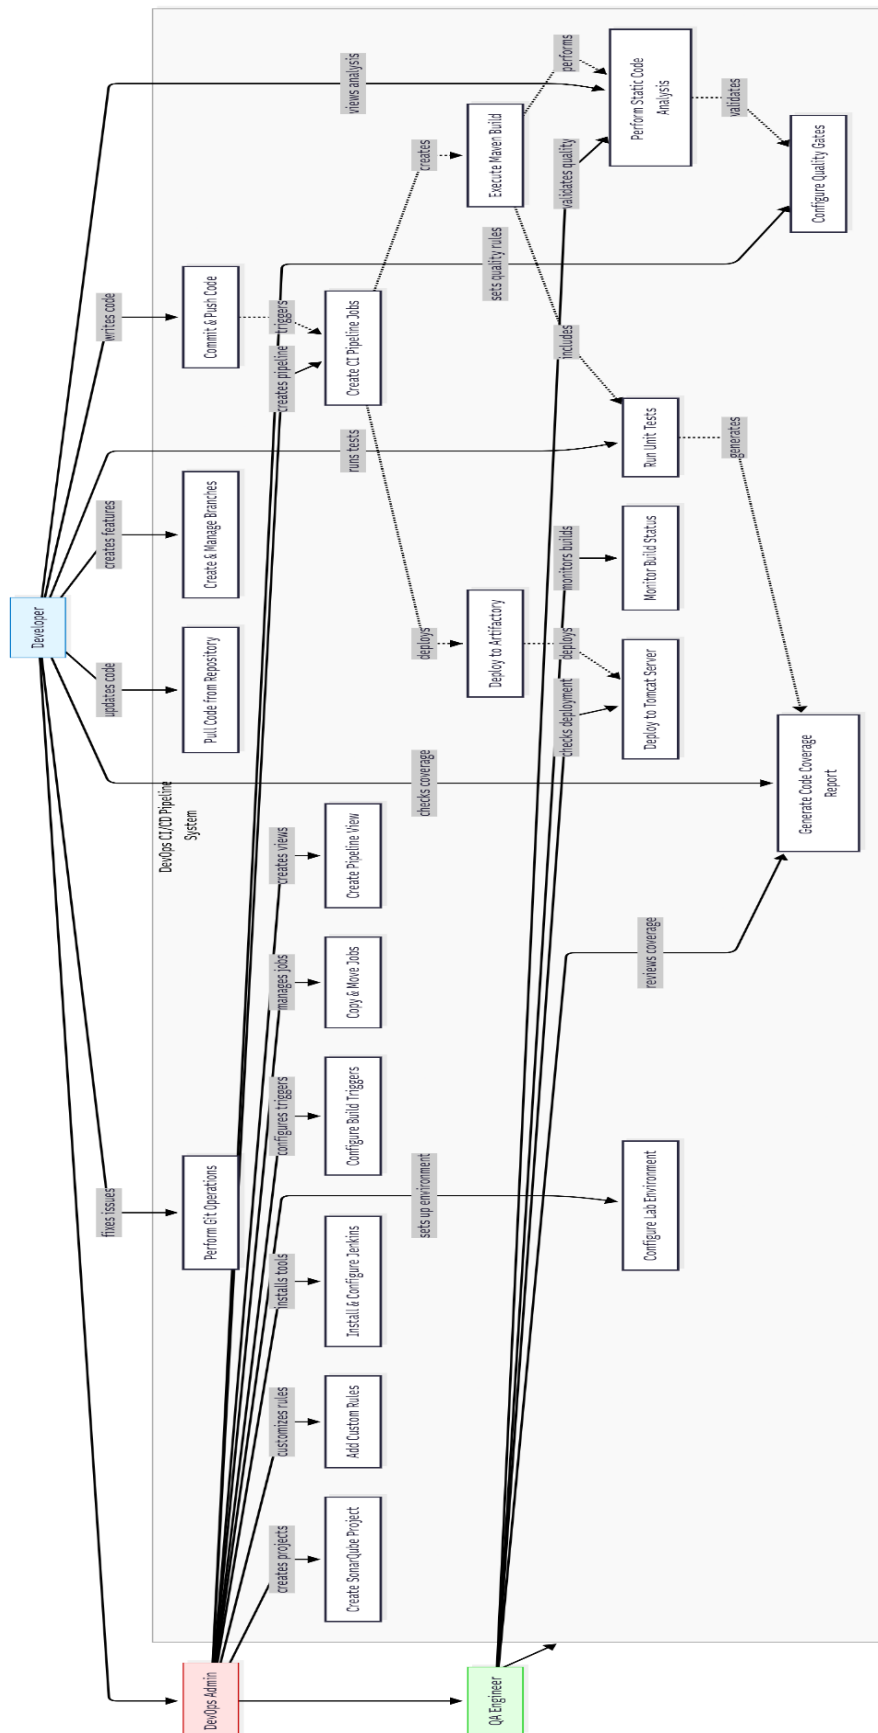 Developer
views analysis
writes code
creates features
updates code
checks coverage
runs tests
fixes issues
DevOps CI/CD Pipeline
System
Commit & Push Code
Create & Manage Branches
Pull Code from Repository
Perform Git Operations
DevOps Admin
triggers
creates pipeline
creates views
manages jobs
configures triggers
installs tools
customizes rules
creates projects
Create CI Pipeline Jobs
Create Pipeline View
Copy & Move Jobs
Configure Build Triggers
Install & Configure Jenkins
Add Custom Rules
Create SonarQube Project
creates
deploys
sets up environment
sets quality rules
Execute Maven Build
Deploy to Artifactory
QA Engineer
performs
validates quality
includes
monitors builds
deploys
checks deployment
Perform Static Code
Analysis
Run Unit Tests
Monitor Build Status
Deploy to Tomcat Server
reviews coverage
Configure Lab Environment
validates
generates
Configure Quality Gates
Generate Code Coverage
Report